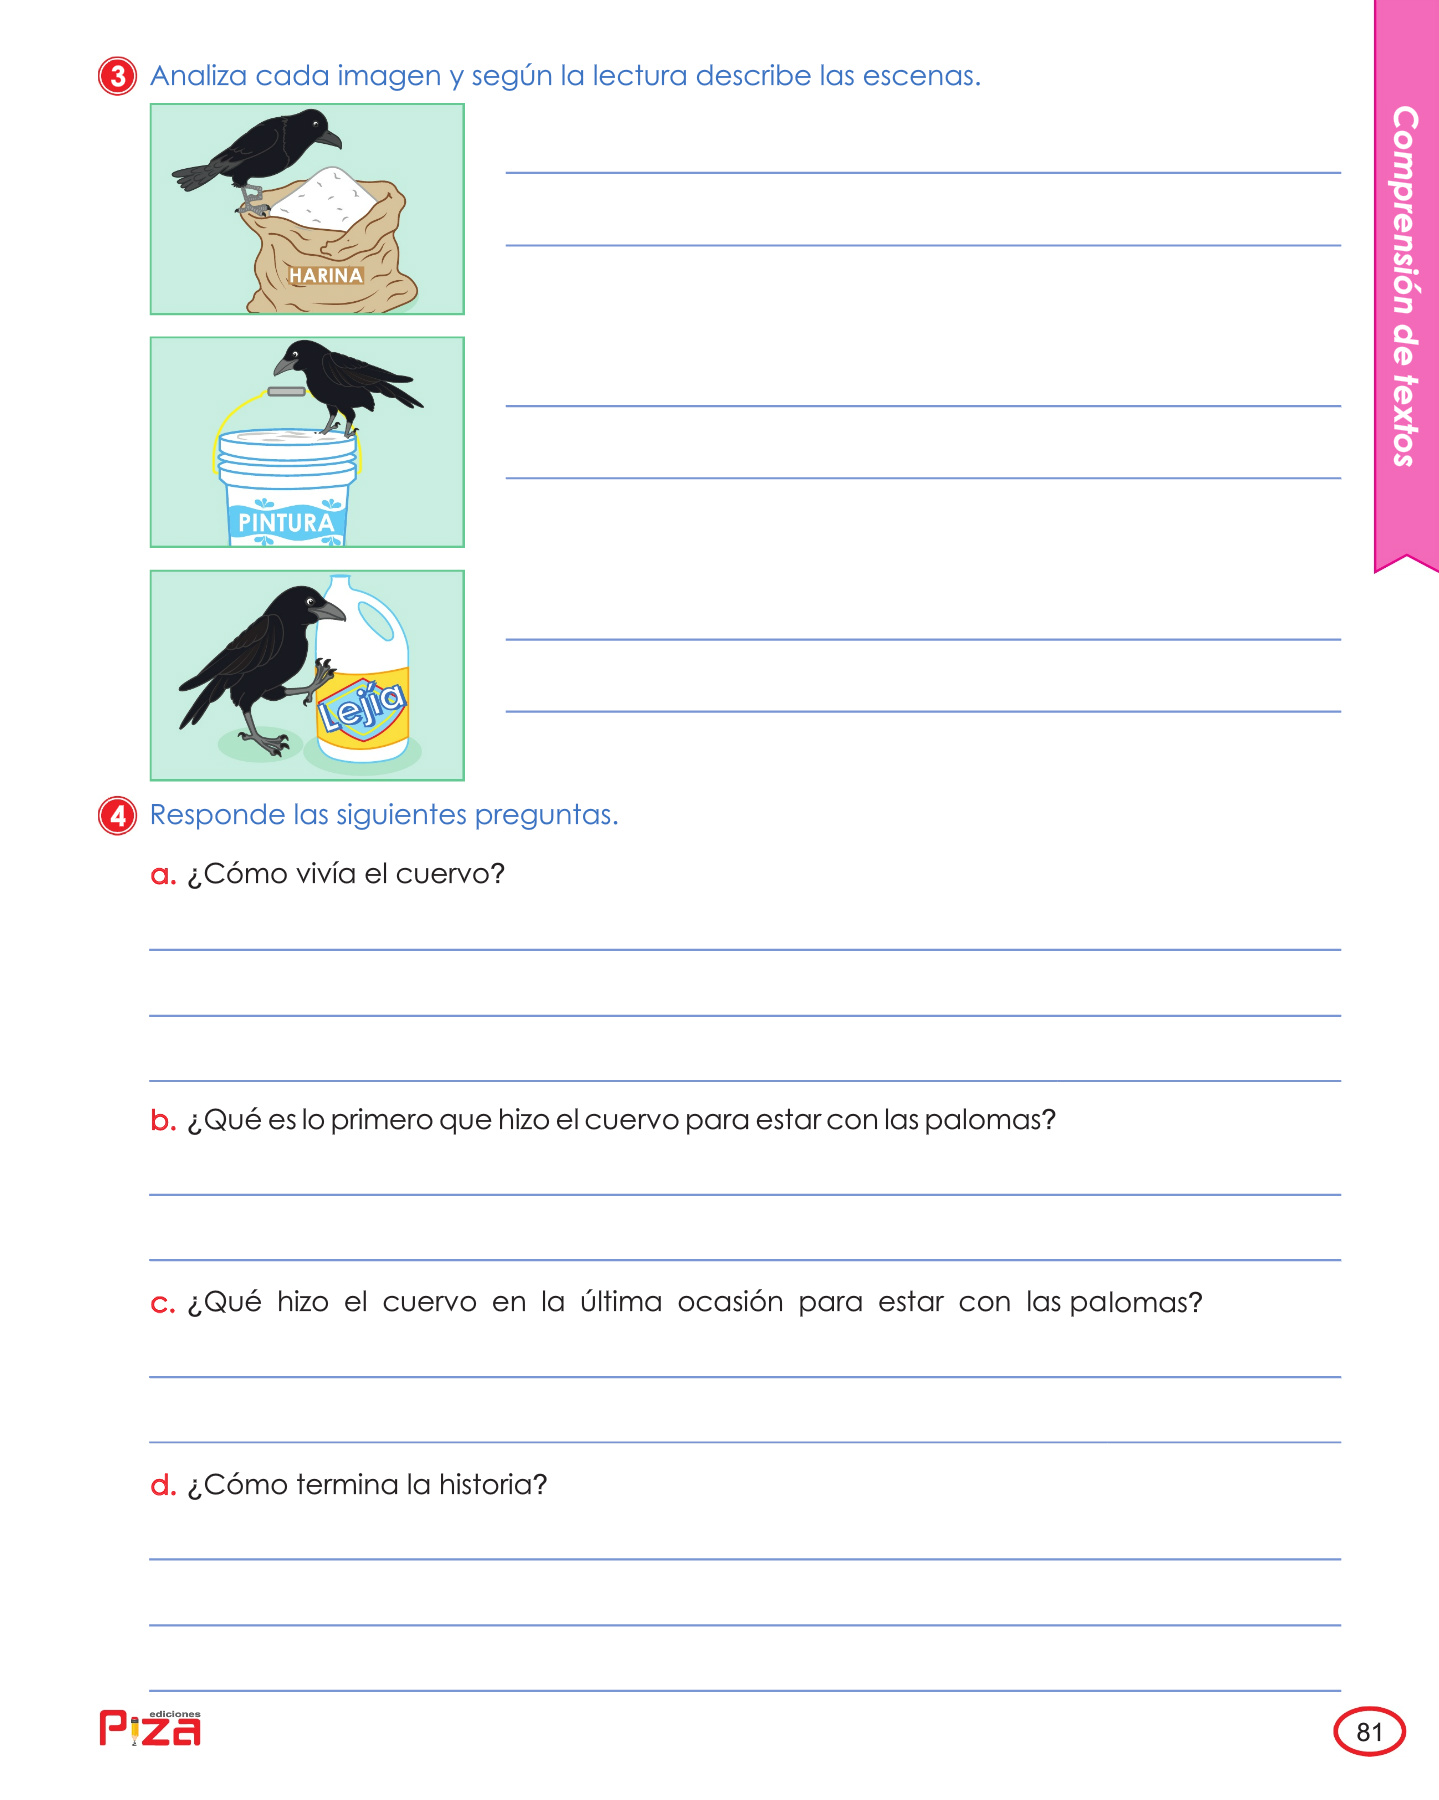 3 Analiza cada imagen y según la lectura describe las escenas.
HARINA
PINTURA
Lejía
4 Responde las siguientes preguntas.
a. ¿Cómo vivía el cuervo?
b. ¿Qué es lo primero que hizo el cuervo para estar con las palomas?
c. ¿Qué hizo el cuervo en la última ocasión para estar con las palomas?
d. ¿Cómo termina la historia?
Comprensión de textos
ediciones
Piza
81